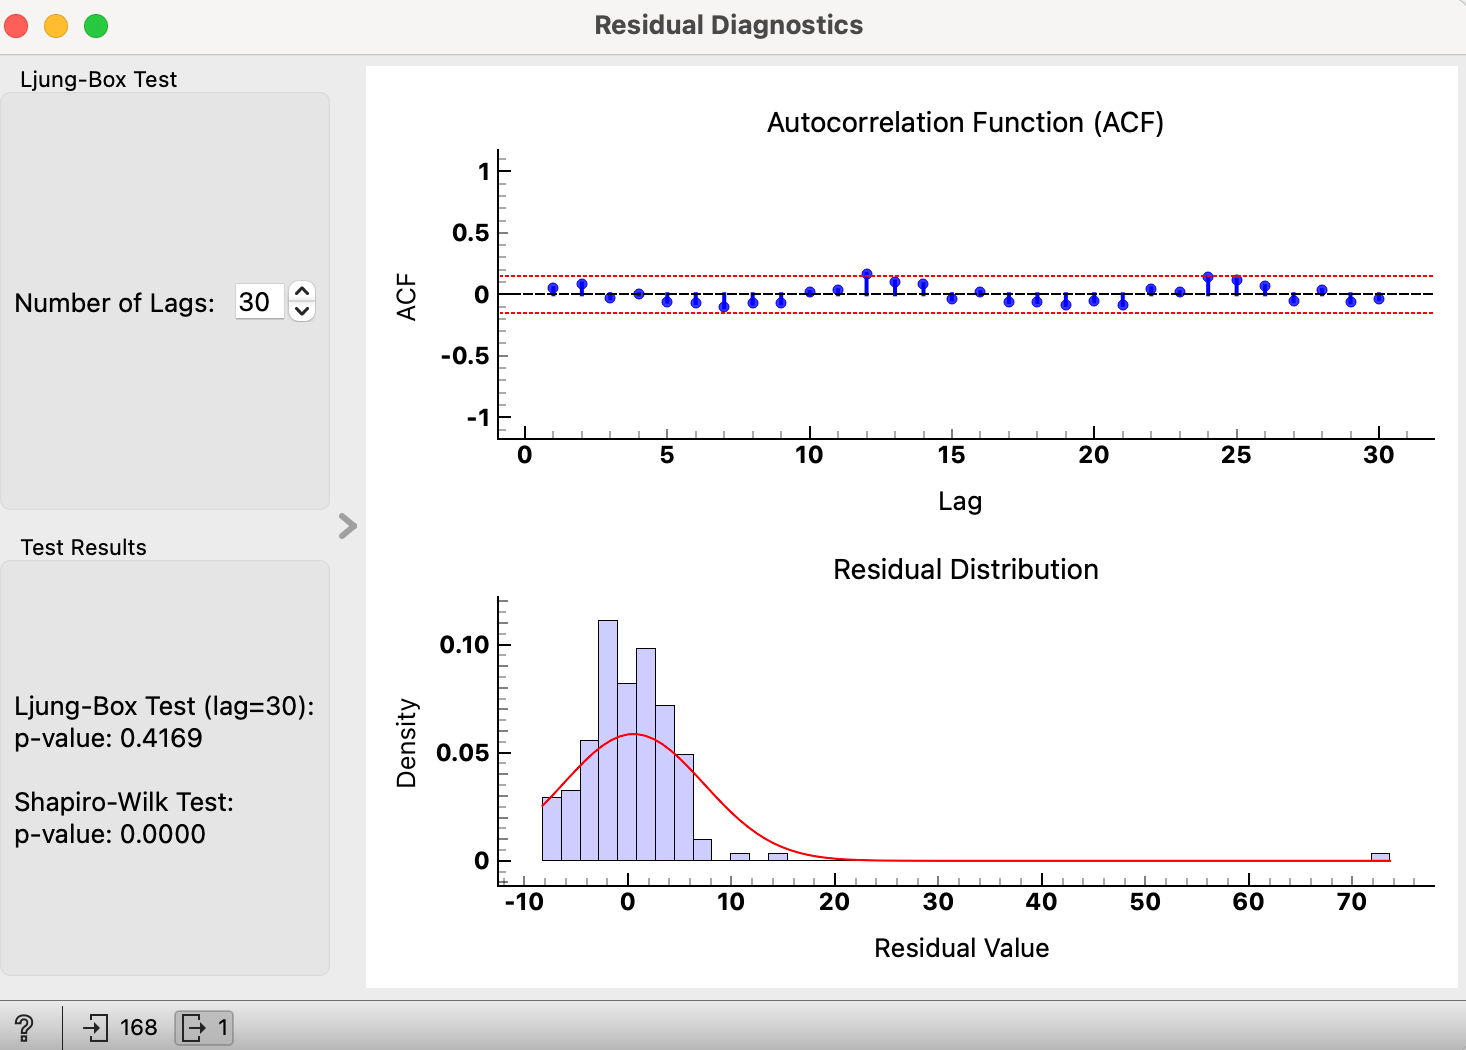 Residual Diagnostics
Ljung-Box Test
Number of Lags: 30
Test Results
Ljung-Box Test (lag=30):
p-value: 0.4169
Shapiro-Wilk Test:
p-value: 0.0000
Autocorrelation Function (ACF)
ACF
1
0.5
0
-0.5
-1
0 5 10 15 20 25 30
Lag
Residual Distribution
Density
0.10
0.05
0
-10 0 10 20 30 40 50 60 70
Residual Value
? 168 1